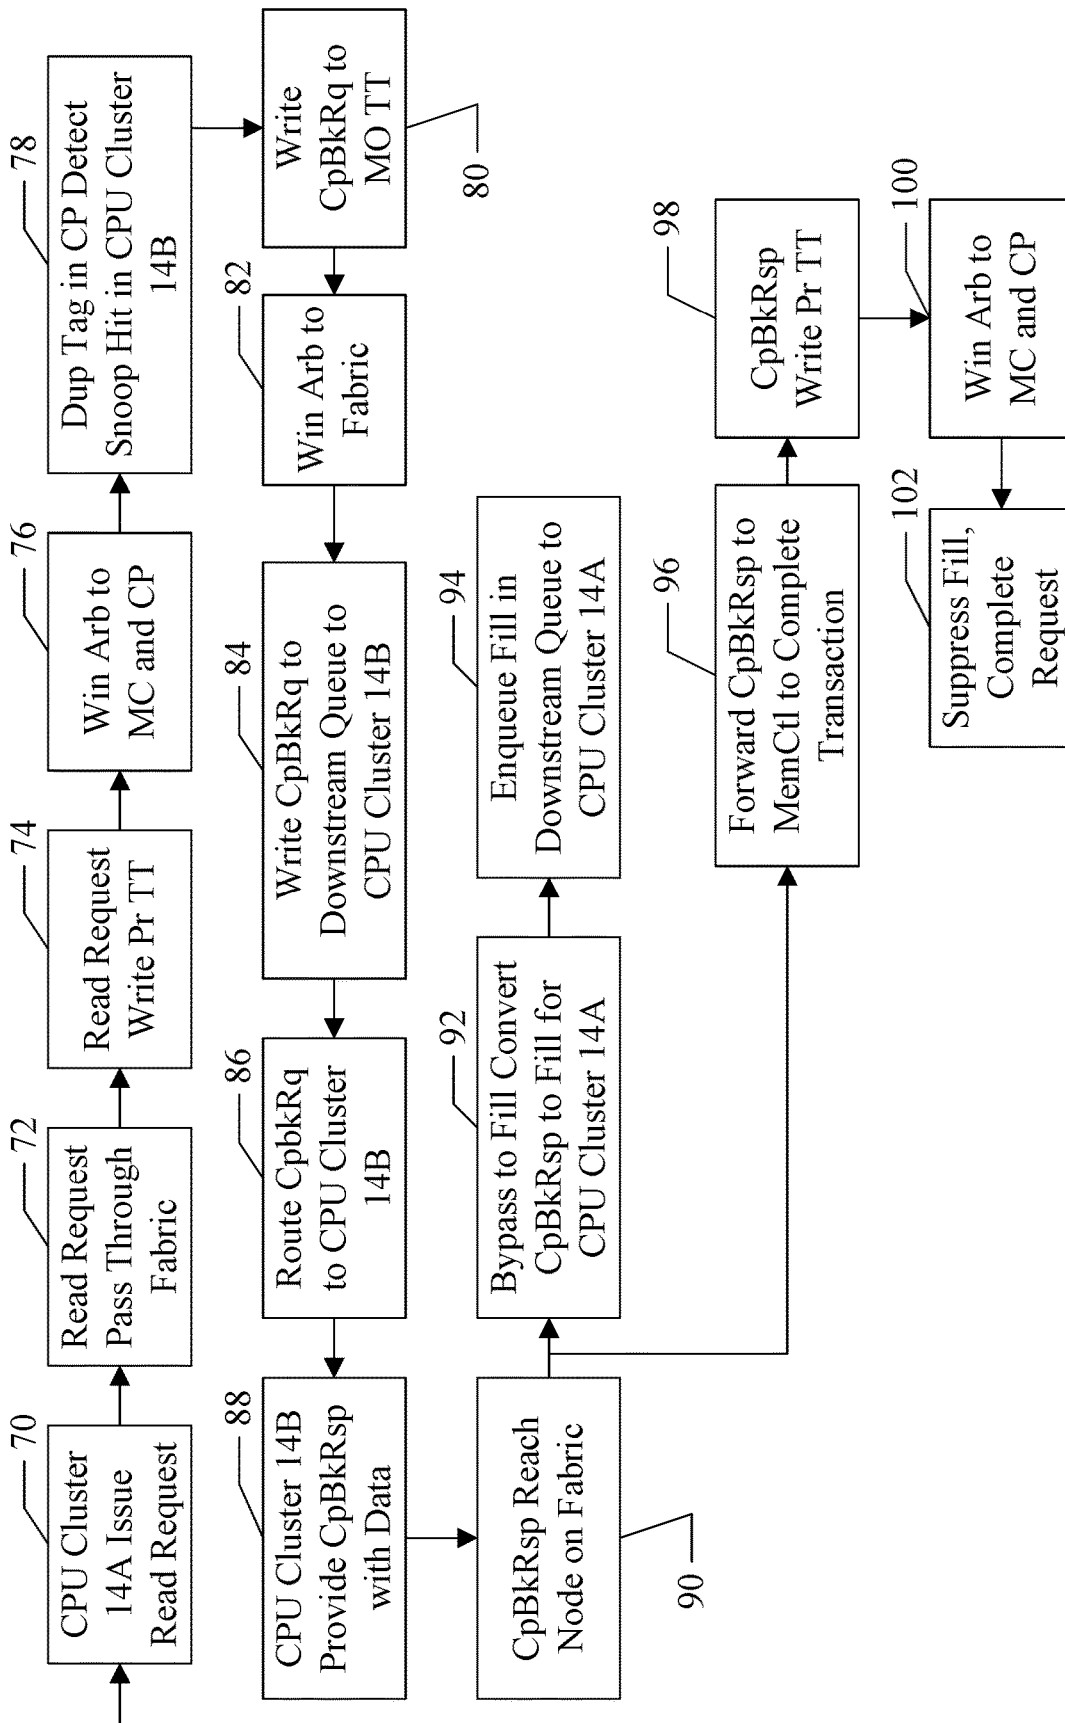 CPU Cluster
14A Issue
Read Request
70
Read Request
Pass Through
Fabric
72
Read Request
Write Pr TT
74
Win Arb to
MC and CP
76
Dup Tag in CP Detect
Snoop Hit in CPU Cluster
14B
78
Write
CpBkRq to
MO TT
80
Win Arb to
Fabric
82
Write CpBkRq to
Downstream Queue to
CPU Cluster 14B
84
Route CpbkRq
to CPU Cluster
14B
86
CPU Cluster 14B
Provide CpBkRsp
with Data
88
CpBkRsp Reach
Node on Fabric
90
Bypass to Fill Convert
CpBkRsp to Fill for
CPU Cluster 14A
92
Enqueue Fill in
Downstream Queue to
CPU Cluster 14A
94
Forward CpBkRsp to
MemCtl to Complete
Transaction
96
CpBkRsp
Write Pr TT
98
Win Arb to
MC and CP
100
Suppress Fill,
Complete
Request
102